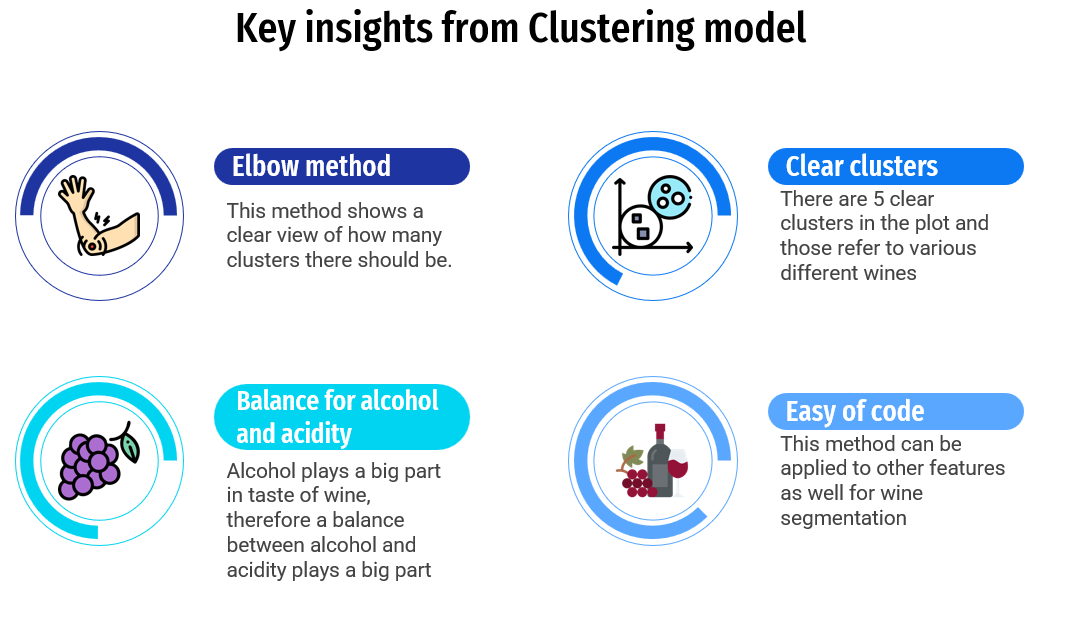 Key insights from Clustering model
Elbow method
This method shows a
clear view of how many
clusters there should be.
Clear clusters
There are 5 clear
clusters in the plot and
those refer to various
different wines
Balance for alcohol
and acidity
Alcohol plays a big part
in taste of wine,
therefore a balance
between alcohol and
acidity plays a big part
Easy of code
This method can be
applied to other features
as well for wine
segmentation